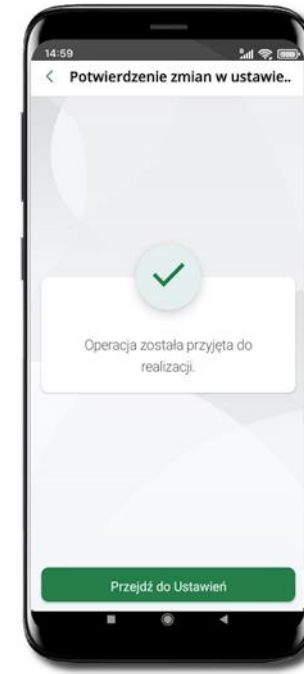 14:59
Potwierdzenie zmian w ustawie..
Operacja została przyjęta do
realizacji.
Przejdź do Ustawień